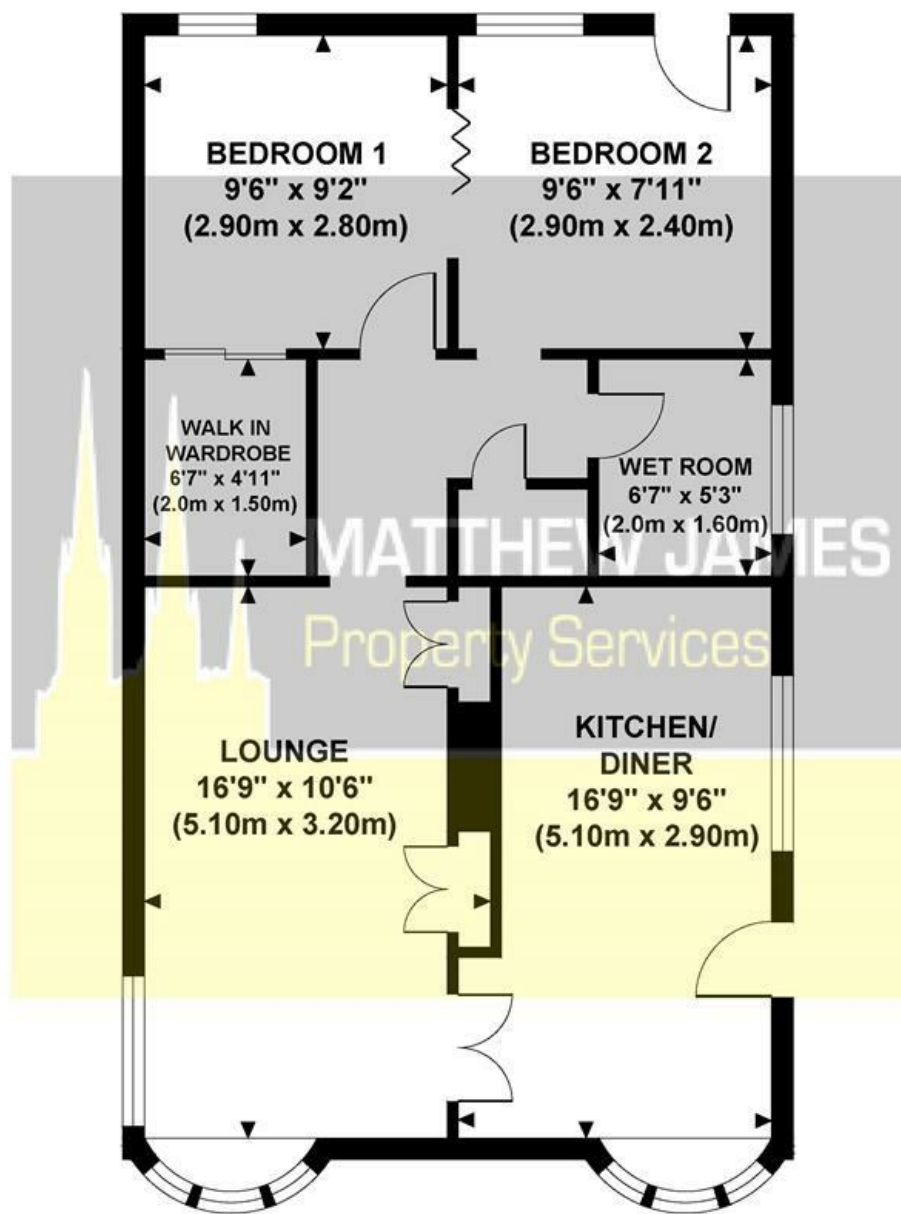 BEDROOM 1
9'6" x 9'2"
(2.90m x 2.80m)
BEDROOM 2
9'6" x 7'11"
(2.90m x 2.40m)
WALK IN
WARDROBE
6'7" x 4'11"
(2.0m x 1.50m)
WET ROOM
6'7" x 5'3"
(2.0m x 1.60m)
MATTHEW JAMES
Property Services
LOUNGE
16'9" x 10'6"
(5.10m x 3.20m)
KITCHEN/
DINER
16'9" x 9'6"
(5.10m x 2.90m)